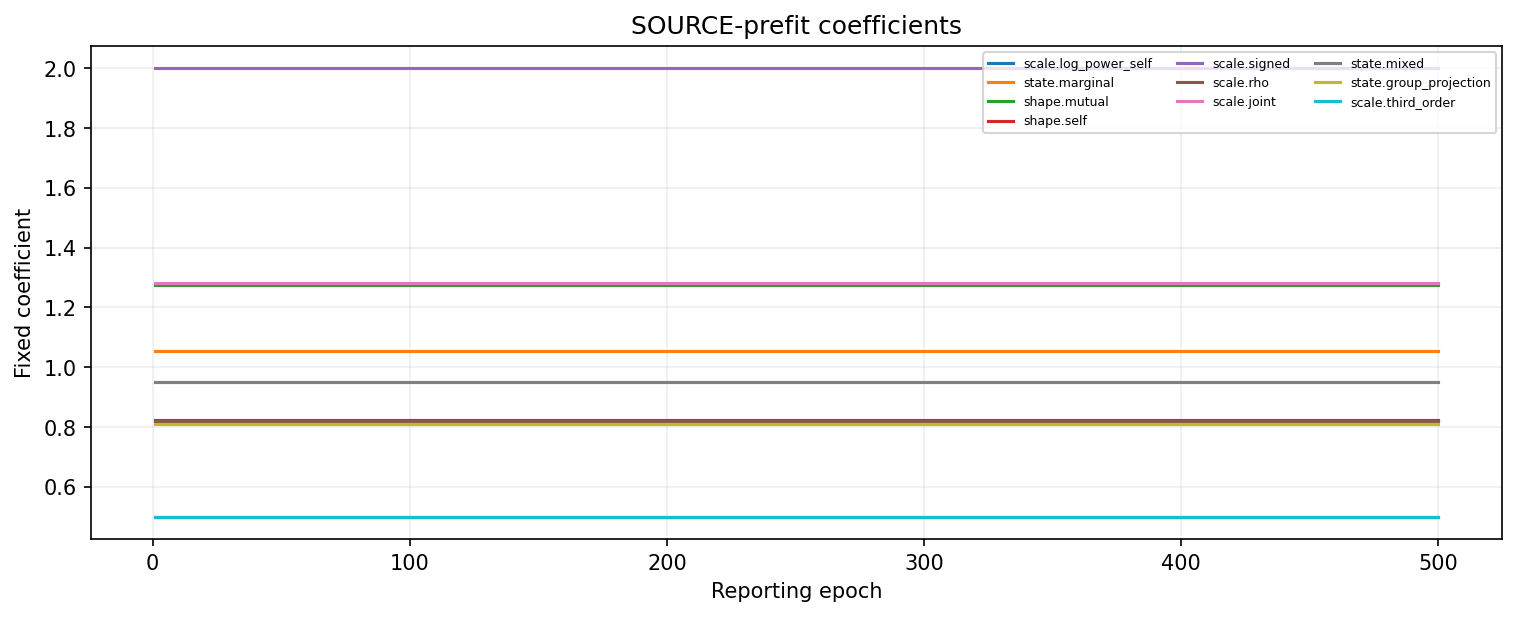 SOURCE-prefit coefficients
scale.log_power_self
state.marginal
shape.mutual
shape.self
scale.signed
scale.rho
scale.joint
state.mixed
state.group_projection
scale.third_order
Fixed coefficient
2.0
1.8
1.6
1.4
1.2
1.0
0.8
0.6
0 100 200 300 400 500
Reporting epoch